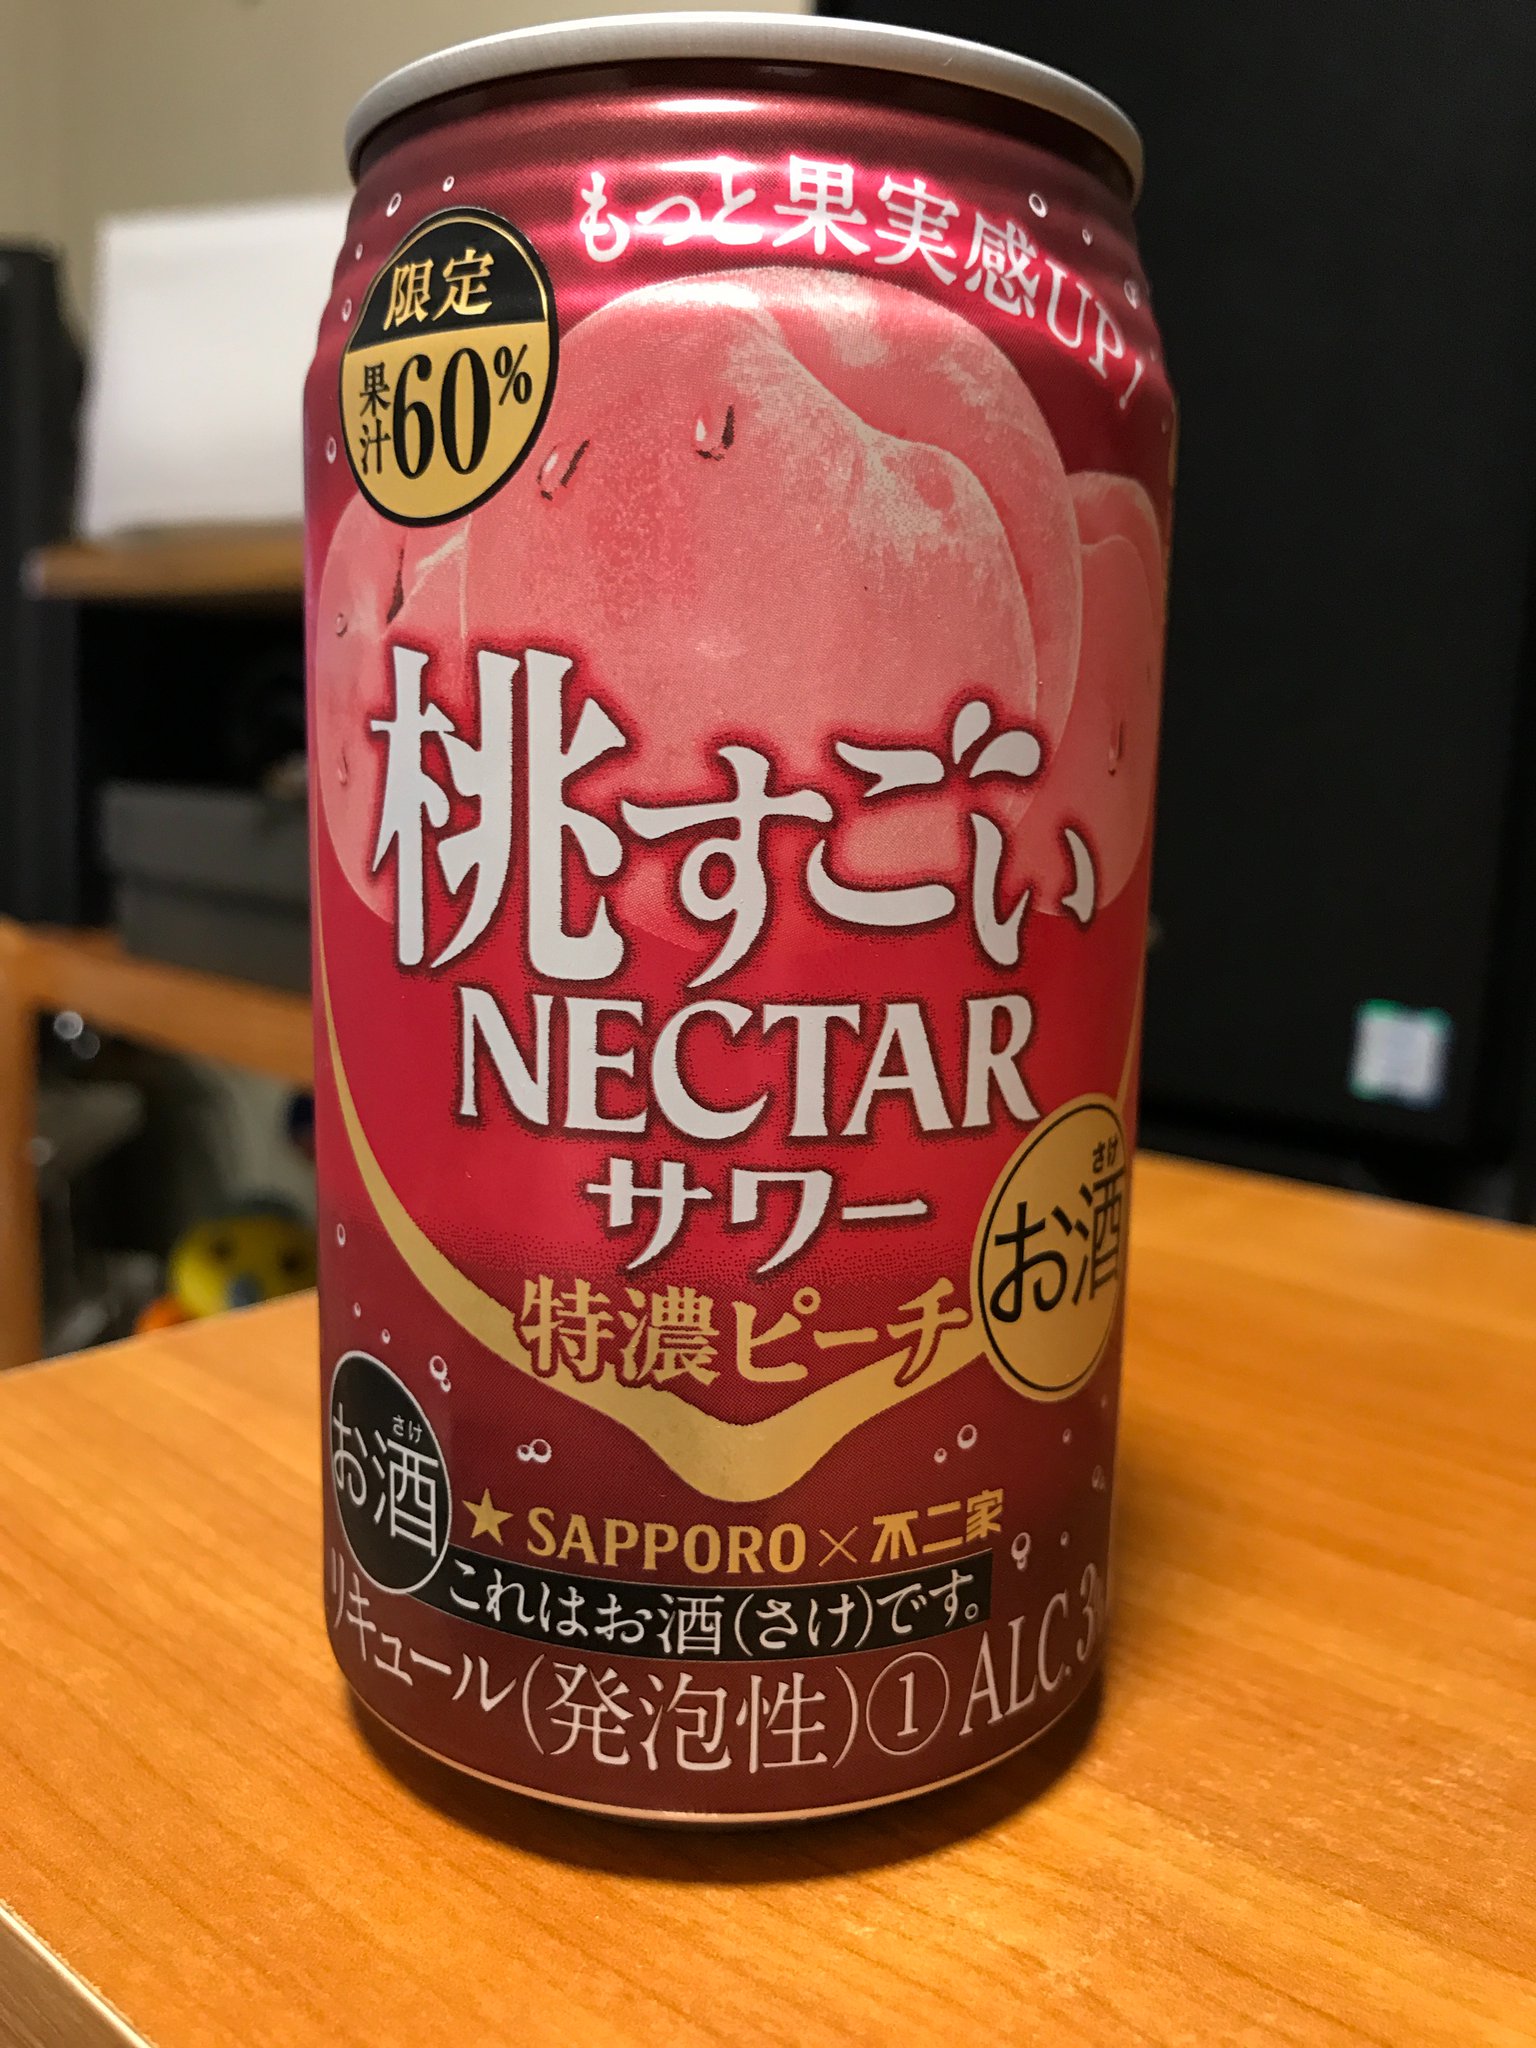 もっと果実感UP!
限定
果汁60%
桃すごい
NECTAR
サワー
特濃ピーチ
さけ
お酒
さけ
お酒
★SAPPORO×不二家
これはお酒(さけ)です。
リキュール(発泡性)① ALC.3